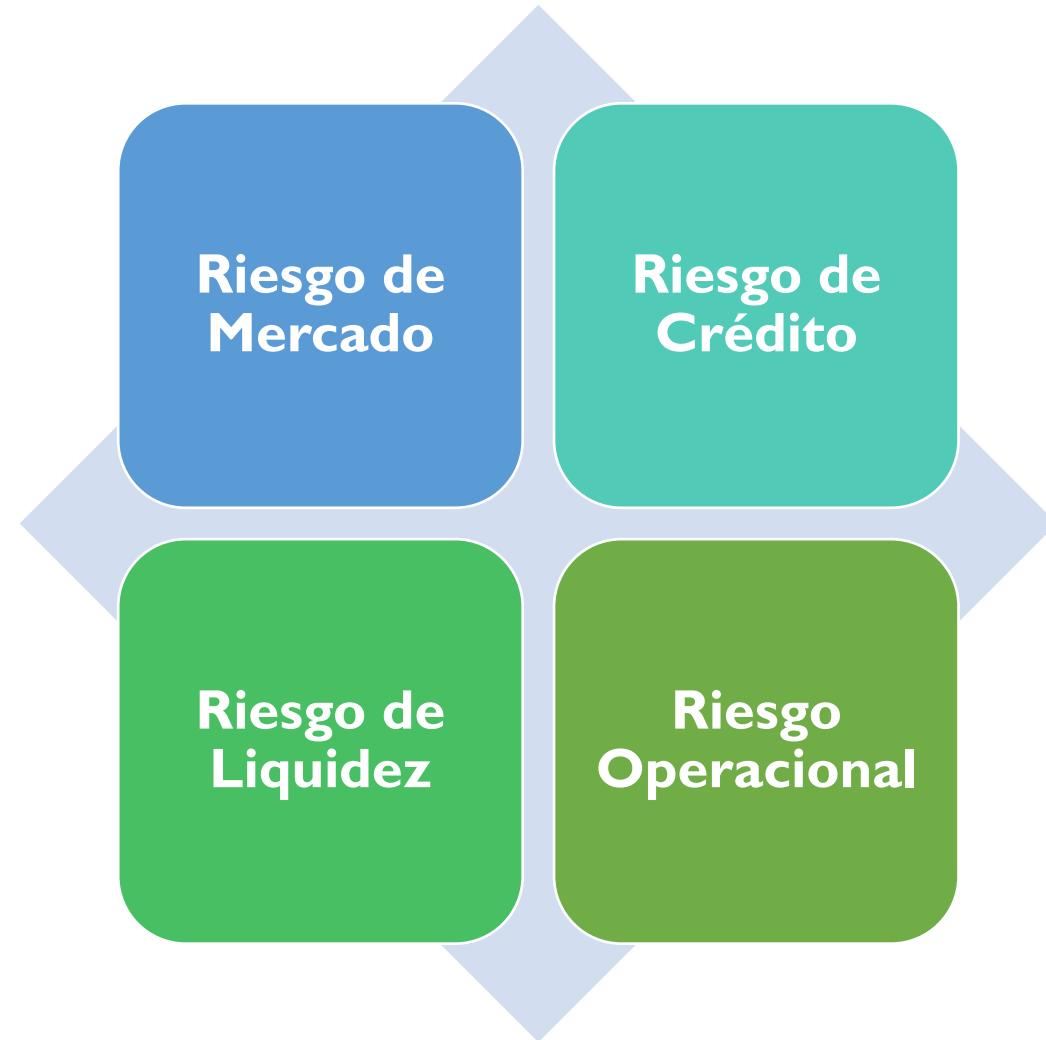 Riesgo de
Mercado
Riesgo de
Crédito
Riesgo de
Liquidez
Riesgo
Operacional